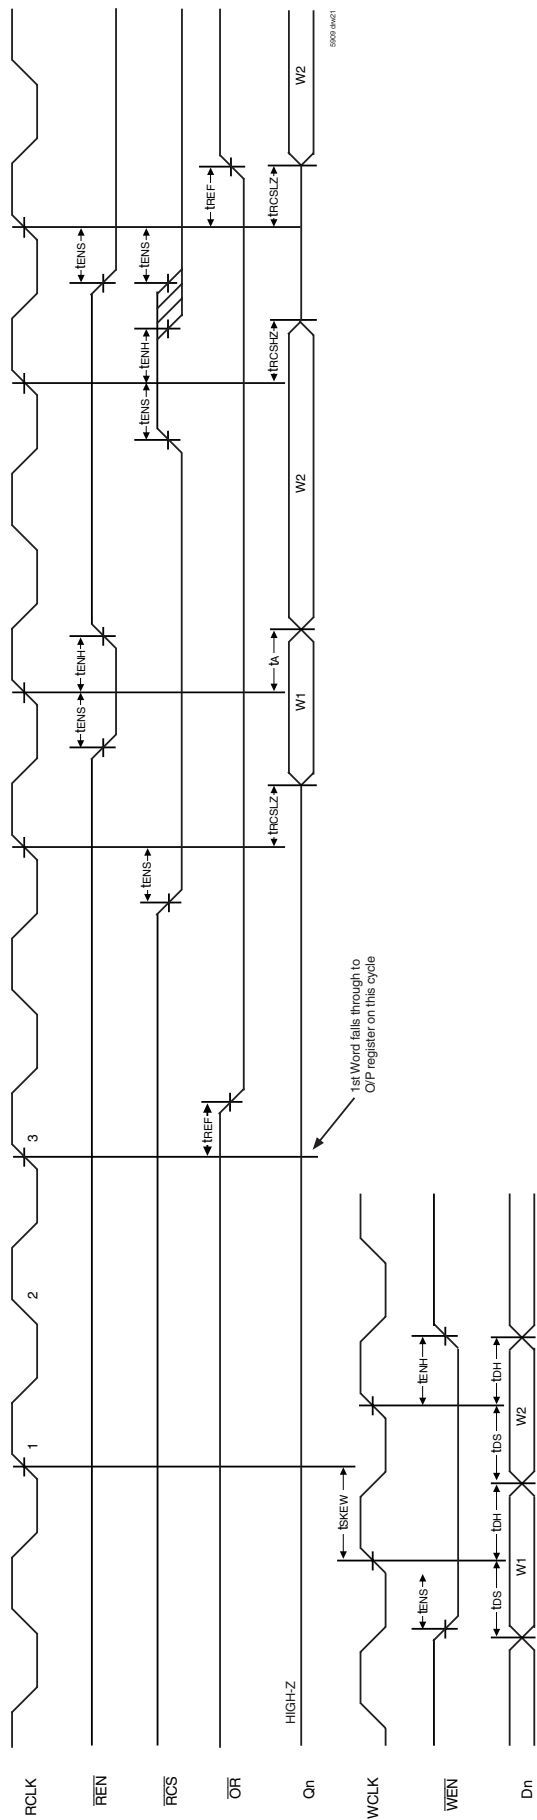 RCLK
1
2
3
REN
tENS
tENH
tENS
RCS
tENS
tENS
tENH
tENS
OR
tREF
tREF
Qn
HIGH-Z
tRCSLZ
W1
tA
W2
tRCSHZ
tRCSLZ
W2
5909 drw21
1st Word falls through to
O/P register on this cycle
tSKEW
WCLK
WEN
tENS
tENH
Dn
tDS
tDH
tDS
tDH
W1
W2